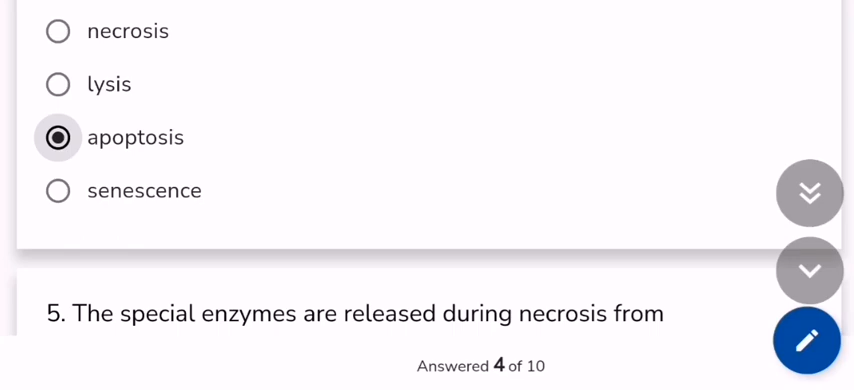 necrosis
lysis
apoptosis
senescence
5. The special enzymes are released during necrosis from
Answered 4 of 10